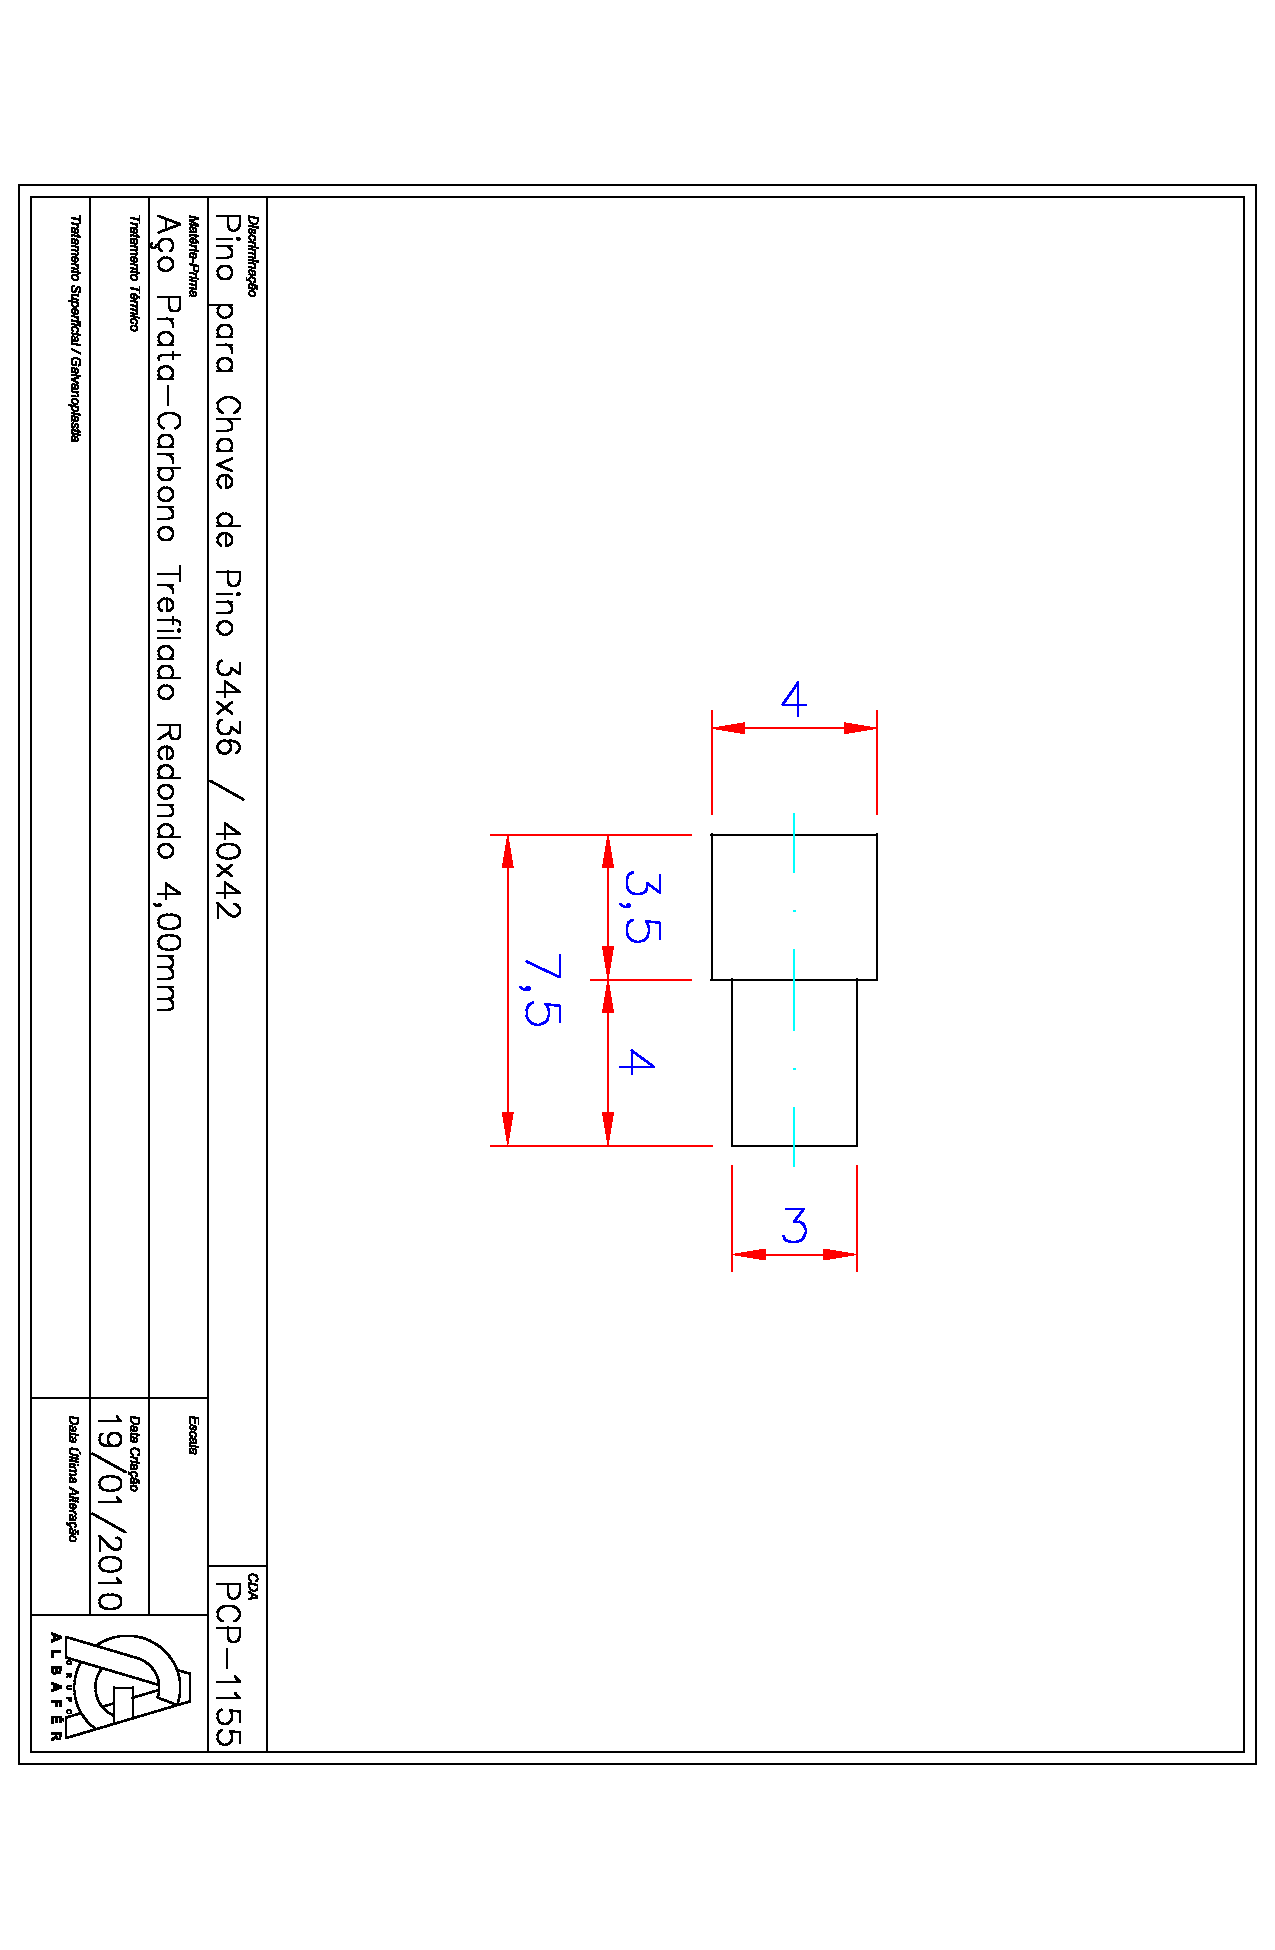 4
3,5
4
7,5
3
Discriminação
Pino para Chave de Pino 34x36 / 40x42
CDA
PCP-1155
Matéria-Prima
Aço Prata-Carbono Trefilado Redondo 4,00mm
Escala
Tratamento Térmico
Data Criação
19/01/2010
Tratamento Superficial / Galvanoplastia
Data Última Alteração
GRUPO
ALBAFÉR